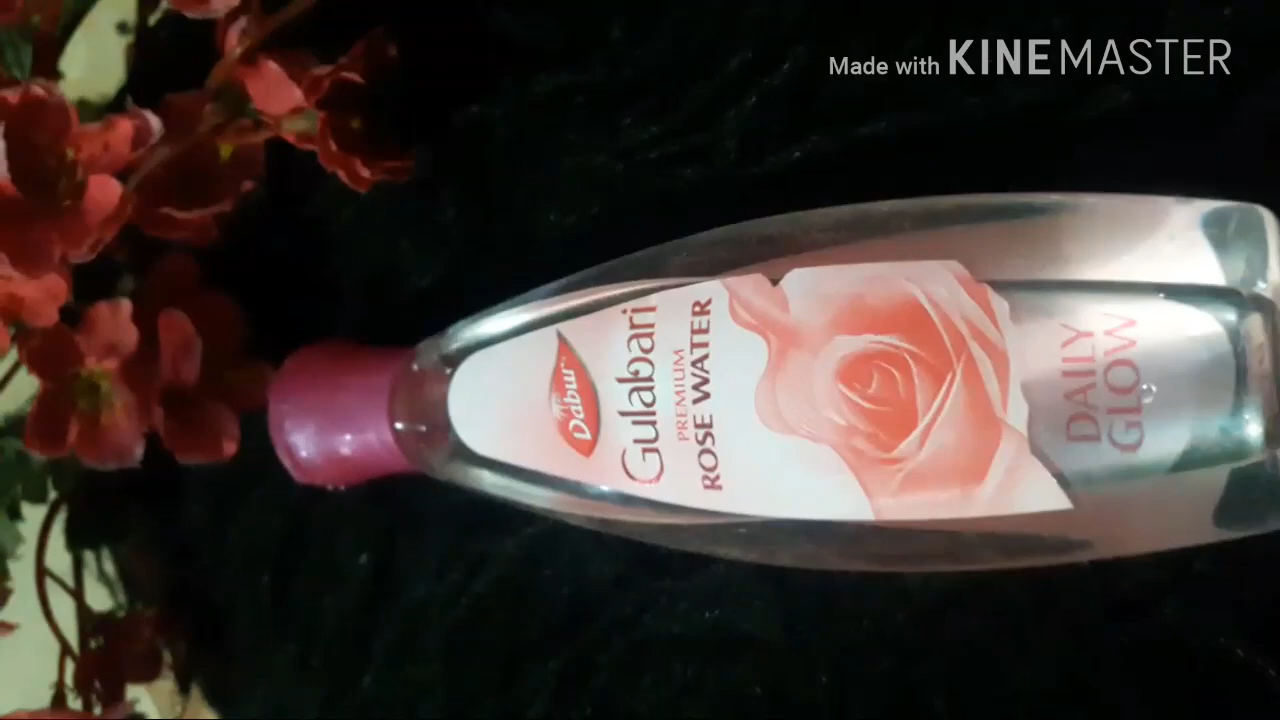 Made with KINEMASTER
Dabur
Gulabari
PREMIUM
ROSE WATER
DAILY
GLOW